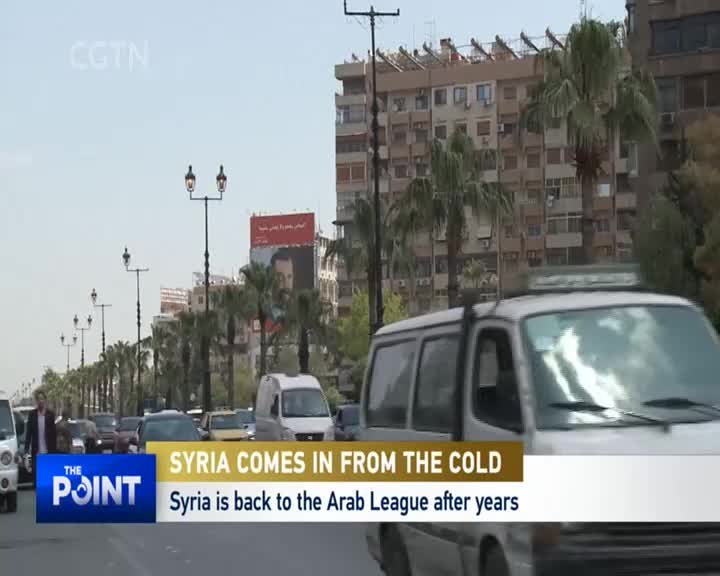 CGTN
SYRIA COMES IN FROM THE COLD
THE
POINT
Syria is back to the Arab League after years